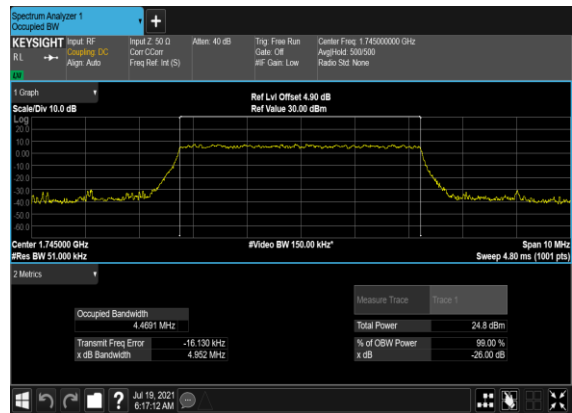 Spectrum Analyzer 1
Occupied BW
KEYSIGHT
Input: RF
Input Z: 50 Ω
Atten: 40 dB
Trig: Free Run
Center Freq: 1.745000000 GHz
RL
Coupling: DC
Corr CCorr
Gate: Off
Avg|Hold: 500/500
Align: Auto
Freq Ref: Int (S)
#IF Gain: Low
Radio Std: None
LW
1 Graph
Ref Lvl Offset 4.90 dB
Scale/Div 10.0 dB
Ref Value 30.00 dBm
Log
20.0
10.0
0.00
-10.0
-20.0
-30.0
-40.0
-50.0
-60.0
Center 1.745000 GHz
#Video BW 150.00 kHz*
Span 10 MHz
#Res BW 51.000 kHz
Sweep 4.80 ms (1001 pts)
2 Metrics
Measure Trace
Trace 1
Occupied Bandwidth
4.4691 MHz
Total Power
24.8 dBm
Transmit Freq Error
-16.130 kHz
% of OBW Power
99.00 %
x dB Bandwidth
4.952 MHz
x dB
-26.00 dB
?
Jul 19, 2021
6:17:12 AM